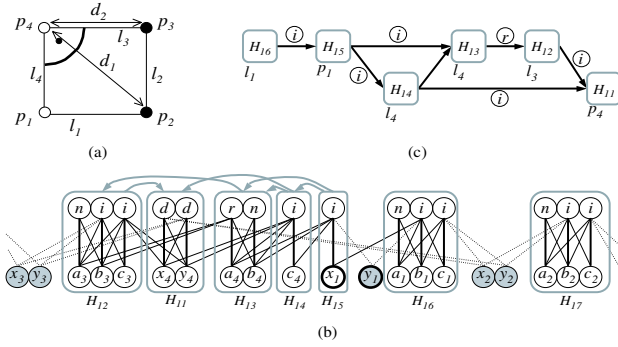 p4 d2 p3
l3
l4 d1 l2
p1 l1 p2
(a)
H16 i H15 i H13 r H12
l1 p1 i l4 l3 i
H14 i H11
l4 p4
(c)
n i i d d r n i i n i i n i i
x3 y3 a3 b3 c3 x4 y4 a4 b4 c4 x1 y1 a1 b1 c1 x2 y2 a2 b2 c2
H12 H11 H13 H14 H15 H16 H17
(b)